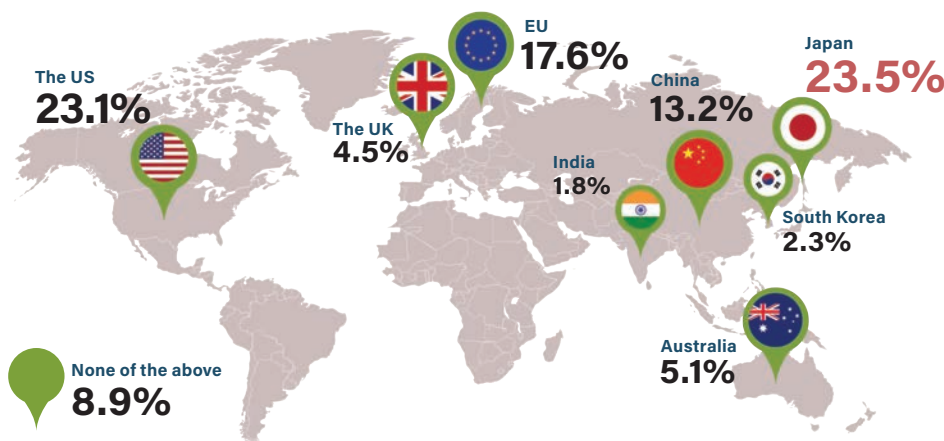 The US
23.1%
The UK
4.5%
EU
17.6%
India
1.8%
China
13.2%
Japan
23.5%
South Korea
2.3%
Australia
5.1%
None of the above
8.9%